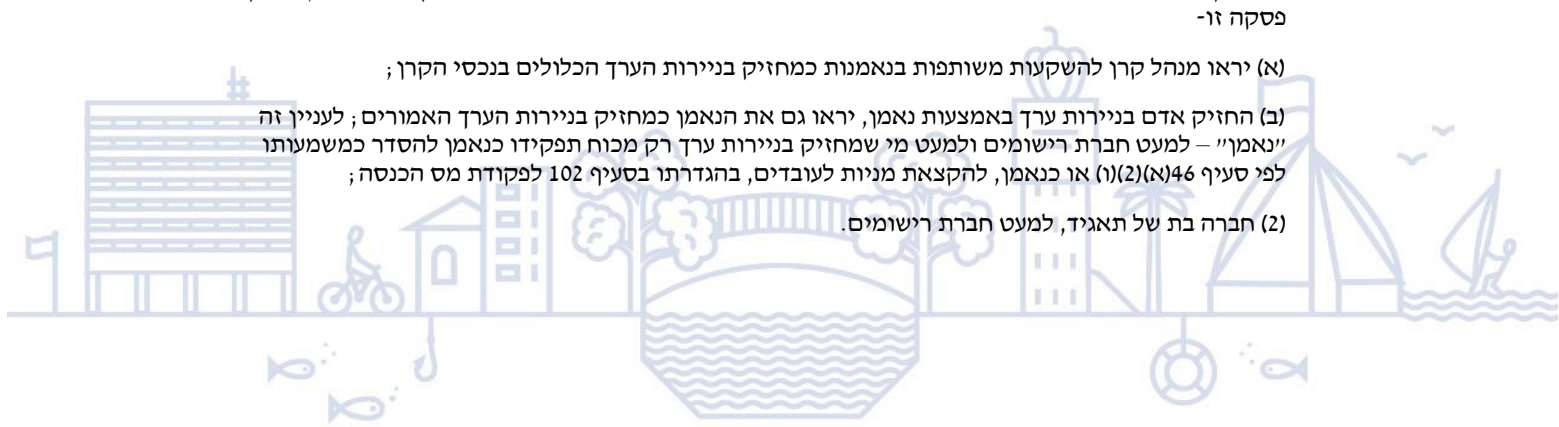 פסקה זו-
(א) יראו מנהל קרן להשקעות משותפות בנאמנות כמחזיק בניירות הערך הכלולים בנכסי הקרן;
(ב) החזיק אדם בניירות ערך באמצעות נאמן, יראו גם את הנאמן כמחזיק בניירות הערך האמורים; לעניין זה
"נאמן" – למעט חברת רישומים ולמעט מי שמחזיק בניירות ערך רק מכוח תפקידו כנאמן להסדר כמשמעותו
לפי סעיף 46(א)(2)(ו) או כנאמן, להקצאת מניות לעובדים, בהגדרתו בסעיף 102 לפקודת מס הכנסה;
(2) חברה בת של תאגיד, למעט חברת רישומים.